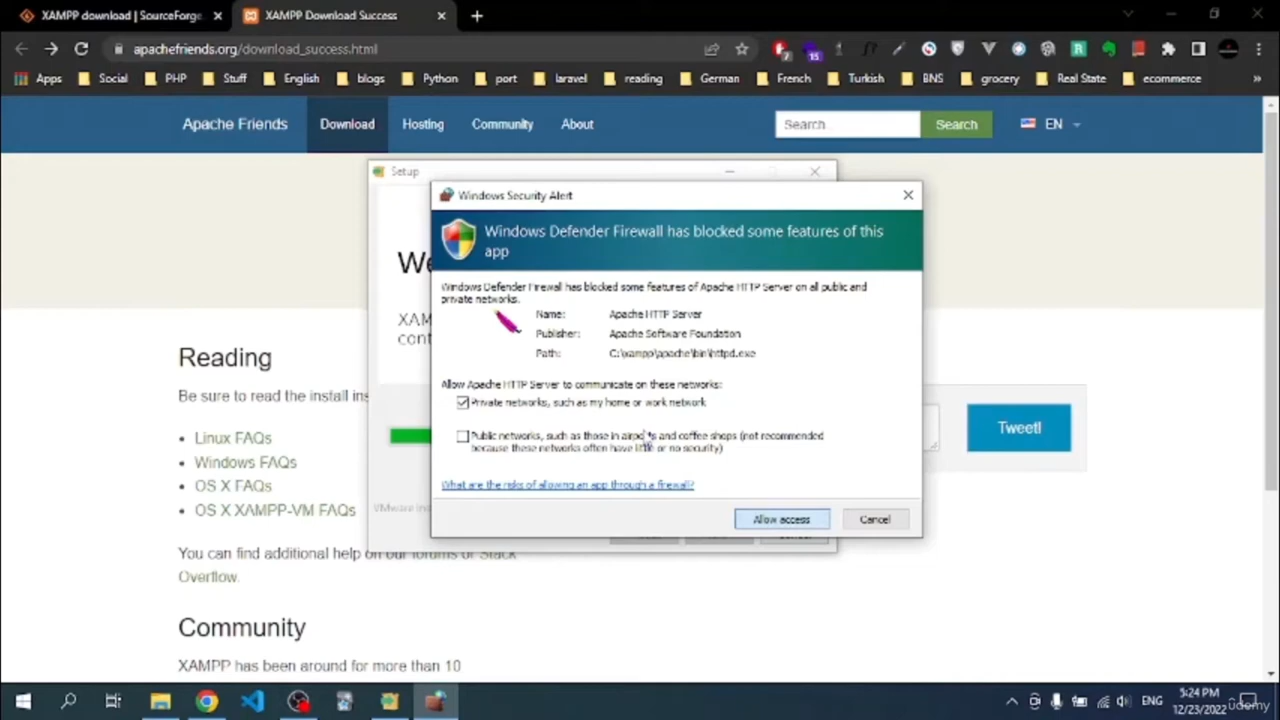 XAMPP download | SourceForge.
XAMPP Download Success
apachefriends.org/download_success.html
7
15
Apps
Social
PHP
Stuff
English
blogs
Python
port
laravel
reading
German
French
Turkish
BNS
grocery
Real State
ecommerce
»
Apache Friends
Download
Hosting
Community
About
Search...
Search
EN
Setup
Windows Security Alert
Windows Defender Firewall has blocked some features of this
app
We
Windows Defender Firewall has blocked some features of Apache HTTP Server on all public and
private networks.
XAM
cont
Name: Apache HTTP Server
Publisher: Apache Software Foundation
Path: C:\xampp\apache\bin\httpd.exe
Reading
Be sure to read the install ins
Allow Apache HTTP Server to communicate on these networks:
Private networks, such as my home or work network
Public networks, such as those in airports and coffee shops (not recommended
because these networks often have little or no security)
What are the risks of allowing an app through a firewall?
Allow access
Cancel
Tweet!
Linux FAQs
Windows FAQs
OS X FAQs
OS X XAMPP-VM FAQs
You can find additional help on our forums or Stack
Overflow.
Community
XAMPP has been around for more than 10
ENG
5:24 PM
12/23/2022
udemy